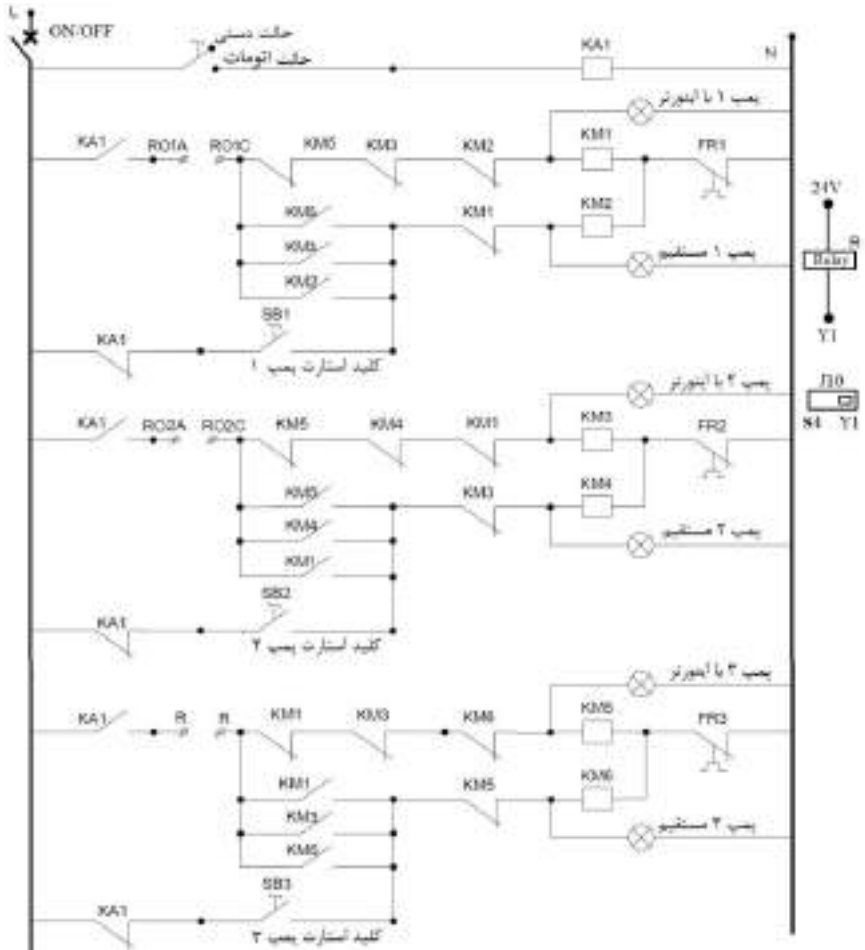 L
ON/OFF
حالت دستی
حالت اتومات
KA1
N
پمپ ۱ با اینورتر
KA1 RO1A RO1C KM5 KM3 KM2 KM1 FR1
KM1 KM2
KM3
KM2
پمپ ۱ مستقیم
24V
R
Relay
Y1
SB1
KA1
کلید استارت پمپ ۱
پمپ ۲ با اینورتر
J10
S4 Y1
KA1 RO2A RO2C KM5 KM4 KM1 KM3 FR2
KM5 KM3 KM4
KM4
KM1
پمپ ۲ مستقیم
SB2
KA1
کلید استارت پمپ ۲
پمپ ۳ با اینورتر
KA1 R R KM1 KM3 KM6 KM5 FR3
KM1 KM5 KM6
KM3
KM6
پمپ ۳ مستقیم
SB3
KA1
کلید استارت پمپ ۳